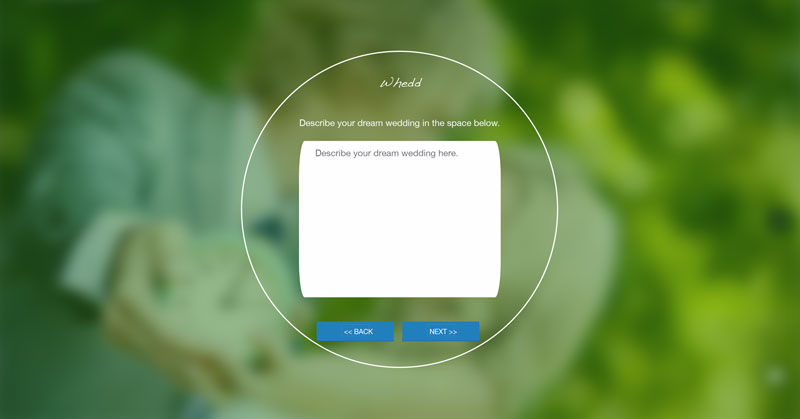 Whedd
Describe your dream wedding in the space below.
Describe your dream wedding here.
<< BACK
NEXT >>